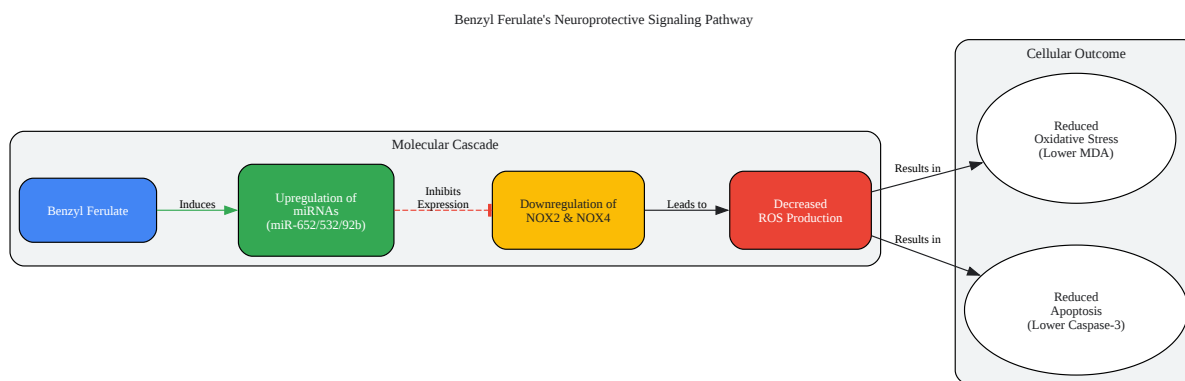 Benzyl Ferulate's Neuroprotective Signaling Pathway
Molecular Cascade
Benzyl Ferulate
Induces
Upregulation of
miRNAs
(miR-652/532/92b)
Inhibits
Expression
Downregulation of
NOX2 & NOX4
Leads to
Decreased
ROS Production
Results in
Results in
Cellular Outcome
Reduced
Oxidative Stress
(Lower MDA)
Reduced
Apoptosis
(Lower Caspase-3)